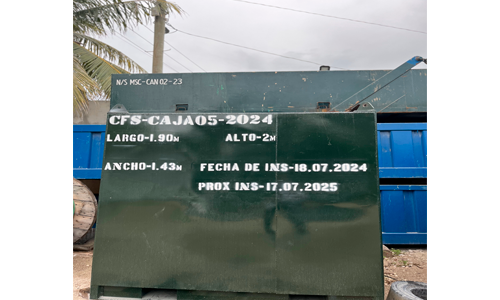 N/S MSC-CAN 02-23
CFS-CAJA05-2024
LARGO-1.90M ALTO-2M
ANCHO-1.43M FECHA DE INS-18.07.2024
PROX INS-17.07.2025